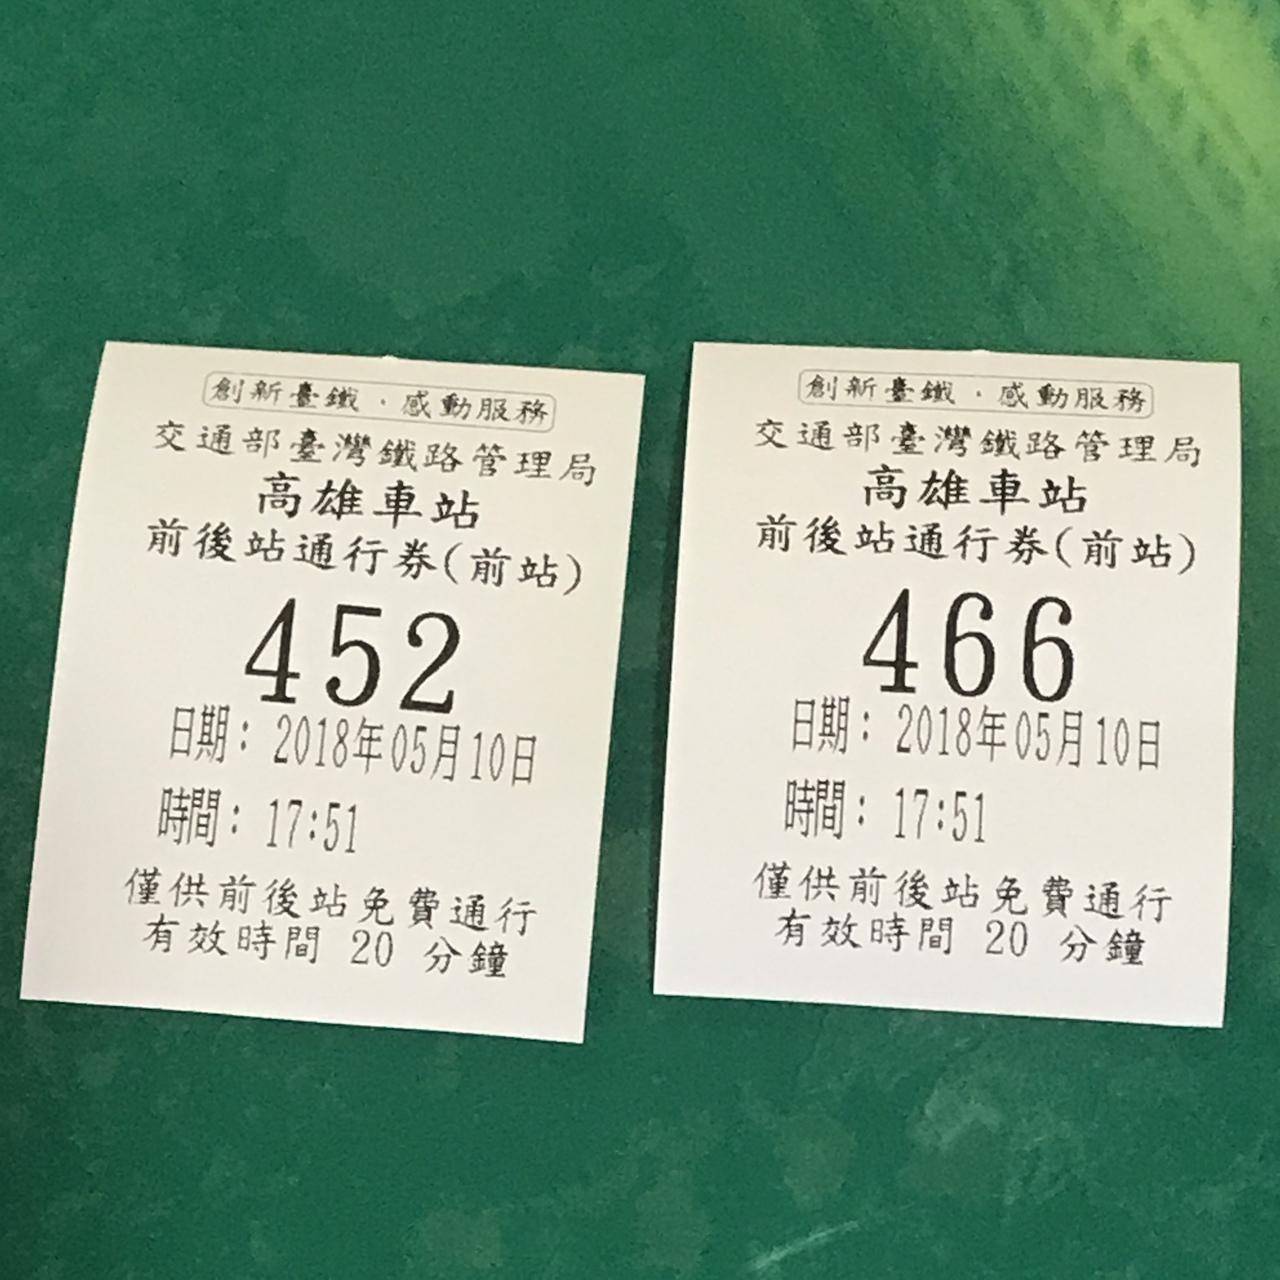 創新臺鐵．感動服務
交通部臺灣鐵路管理局
高雄車站
前後站通行券(前站)
452
日期：2018年05月10日
時間：17:51
僅供前後站免費通行
有效時間 20 分鐘
創新臺鐵．感動服務
交通部臺灣鐵路管理局
高雄車站
前後站通行券(前站)
466
日期：2018年05月10日
時間：17:51
僅供前後站免費通行
有效時間 20 分鐘